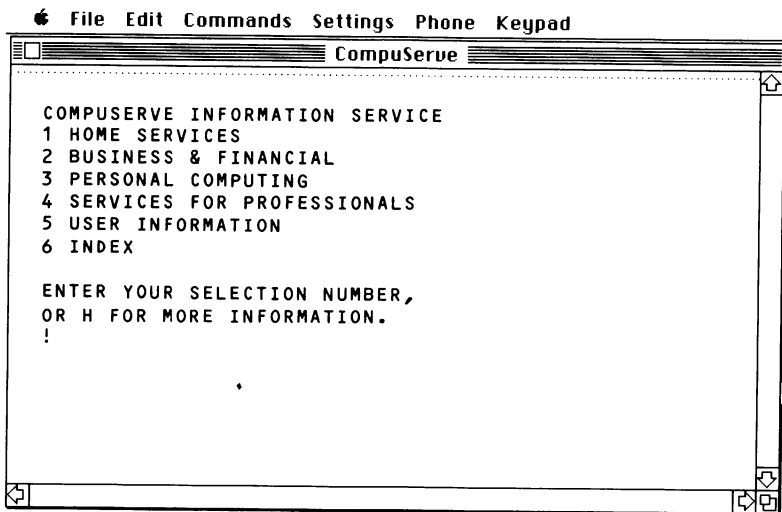 File Edit Commands Settings Phone Keypad
CompuServe
COMPUSERVE INFORMATION SERVICE
1 HOME SERVICES
2 BUSINESS & FINANCIAL
3 PERSONAL COMPUTING
4 SERVICES FOR PROFESSIONALS
5 USER INFORMATION
6 INDEX
ENTER YOUR SELECTION NUMBER,
OR H FOR MORE INFORMATION.
!